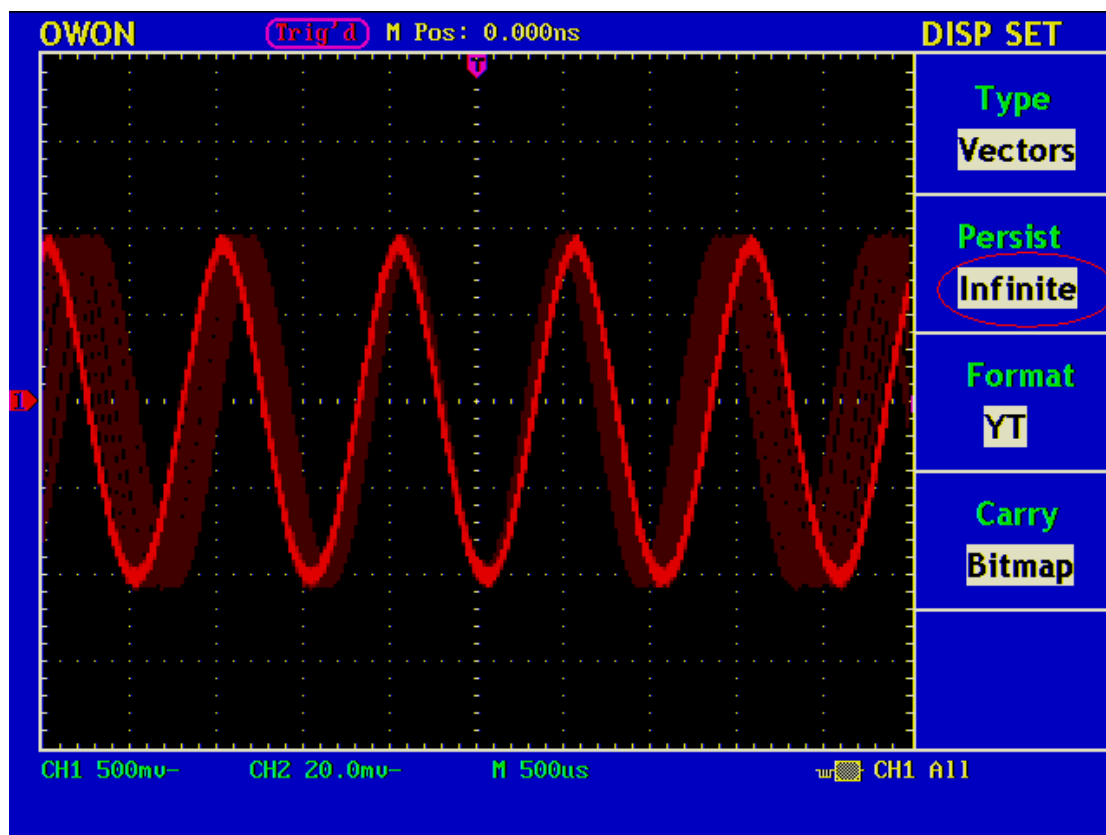 OWON Trig'd M Pos: 0.000ns DISP SET
T
Type
Vectors
Persist
Infinite
1
Format
YT
Carry
Bitmap
CH1 500mv- CH2 20.0mv- M 500us CH1 All